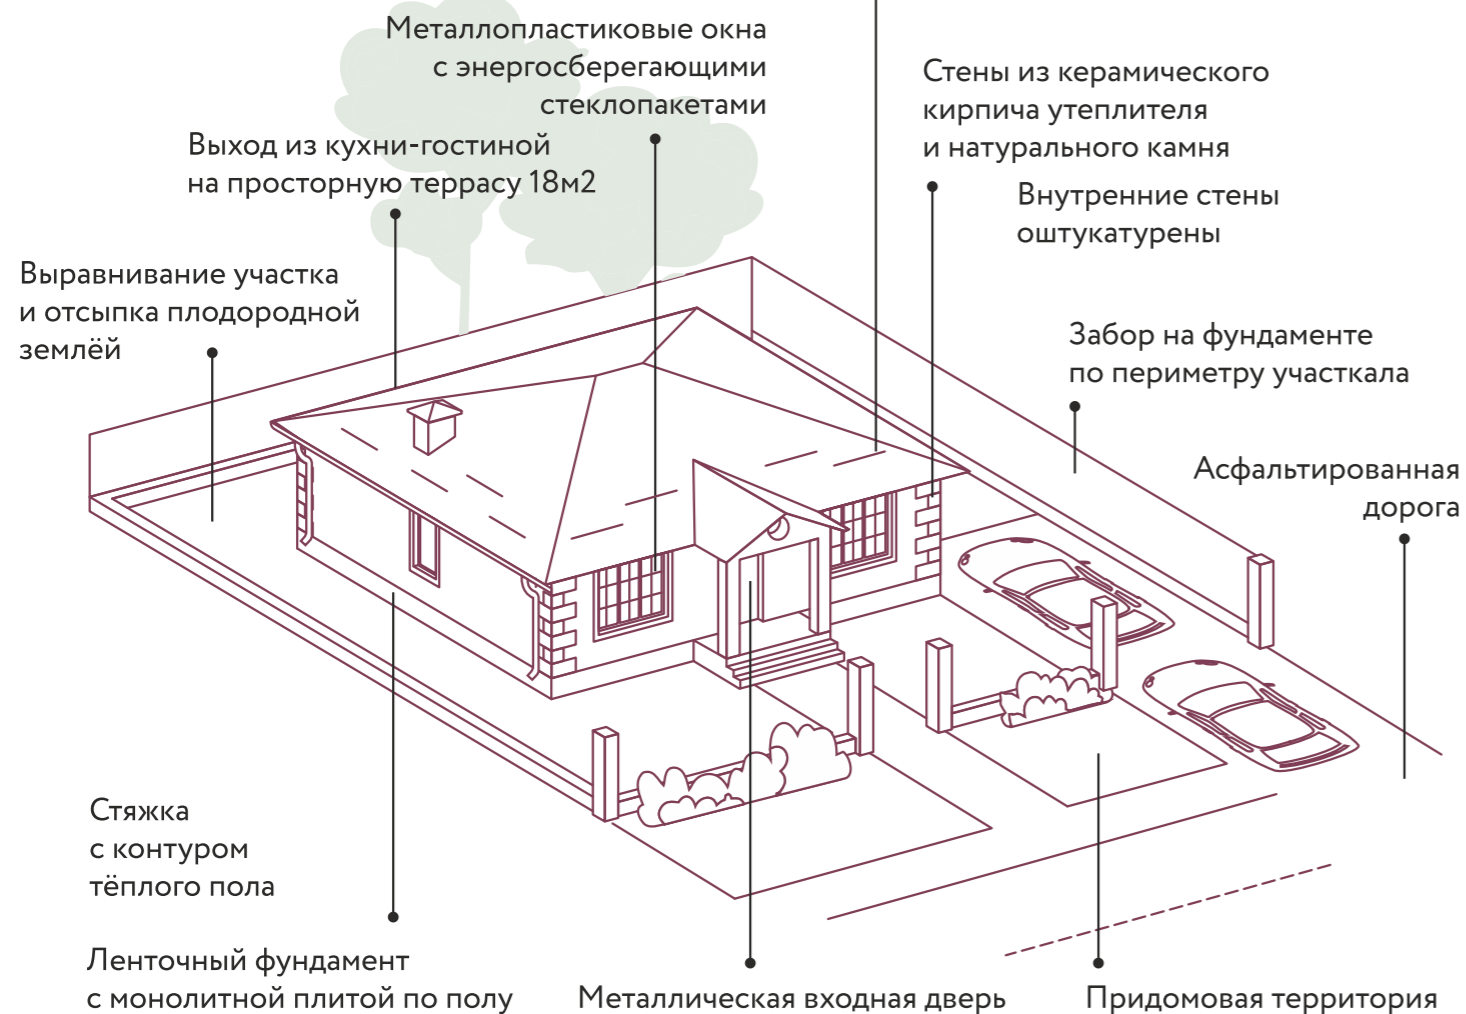 Металлопластиковые окна
с энергосберегающими
стеклопакетами
Стены из керамического
кирпича утеплителя
и натурального камня
Выход из кухни-гостиной
на просторную террасу 18м2
Внутренние стены
оштукатурены
Выравнивание участка
и отсыпка плодородной
землёй
Забор на фундаменте
по периметру участкала
Асфальтированная
дорога
Стяжка
с контуром
тёплого пола
Ленточный фундамент
с монолитной плитой по полу
Металлическая входная дверь
Придомовая территория